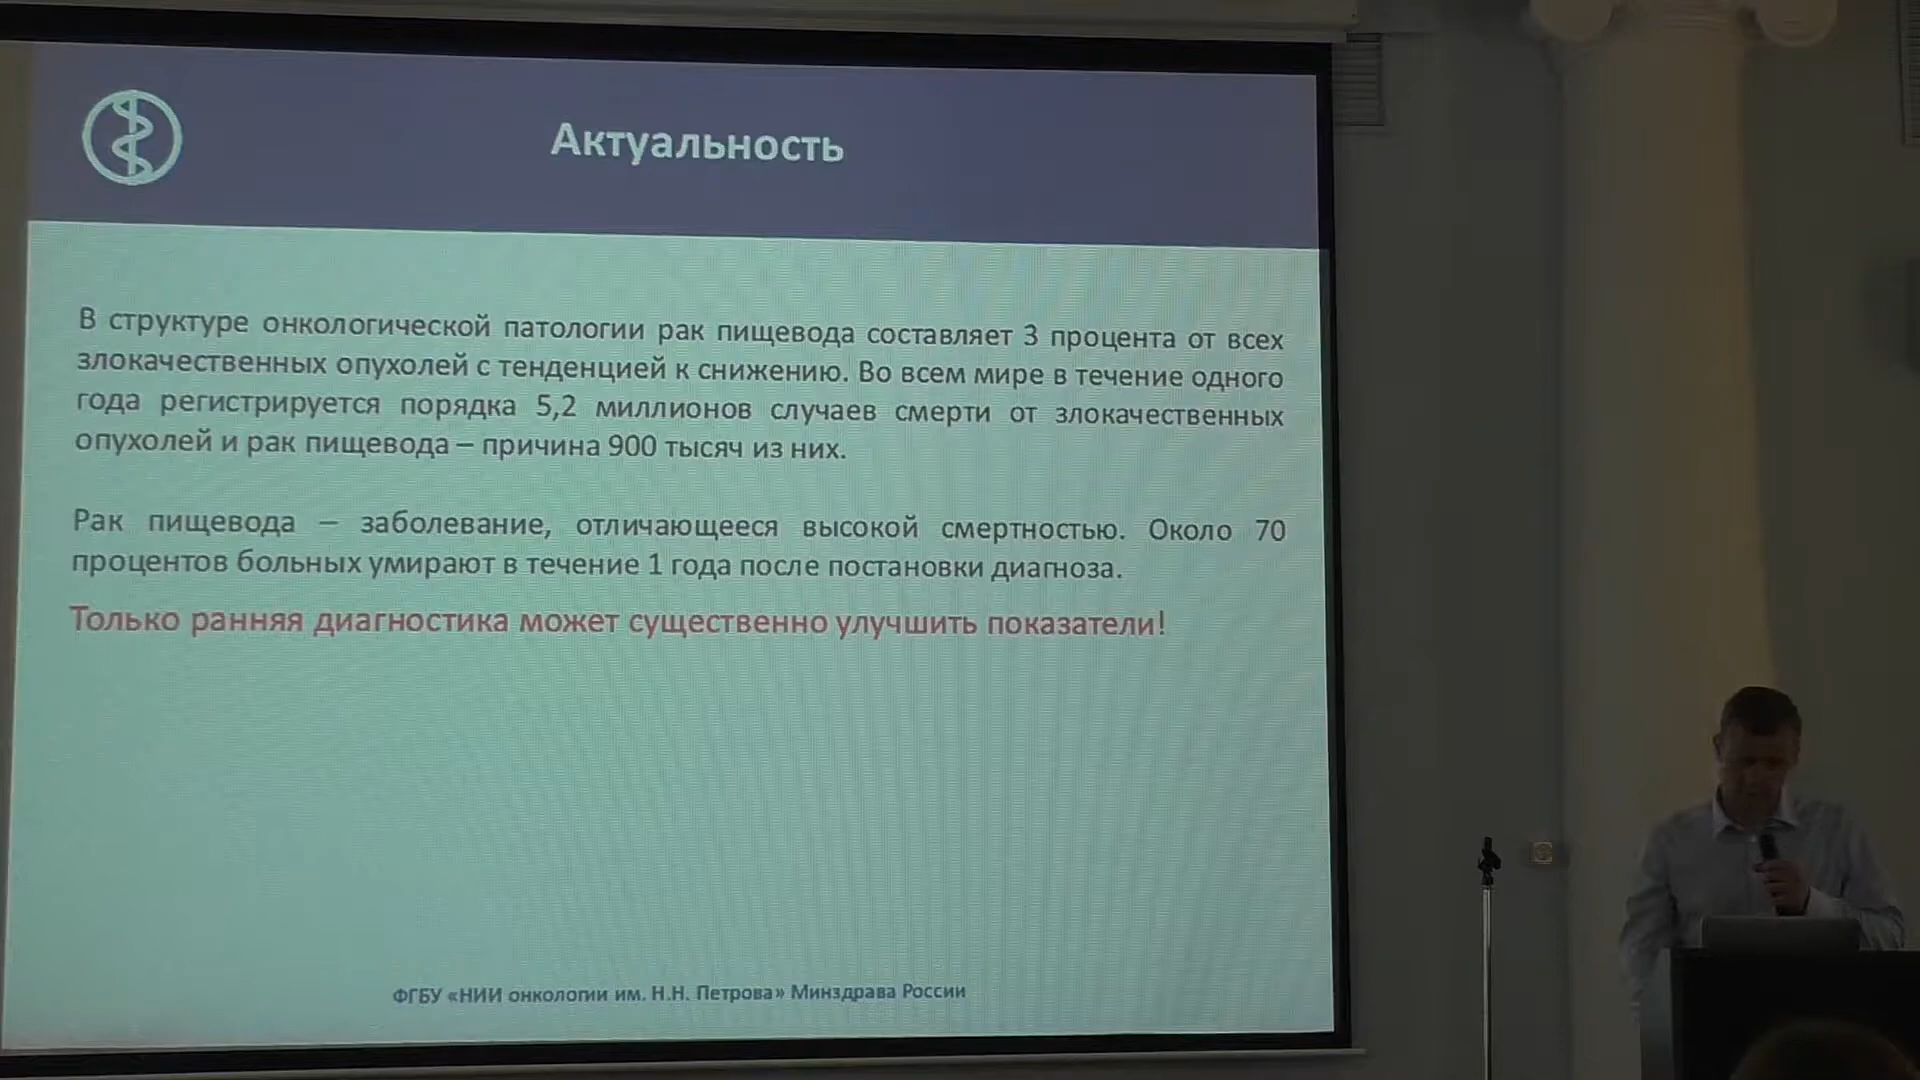 Актуальность
В структуре онкологической патологии рак пищевода составляет 3 процента от всех
злокачественных опухолей с тенденцией к снижению. Во всем мире в течение одного
года регистрируется порядка 5,2 миллионов случаев смерти от злокачественных
опухолей и рак пищевода – причина 900 тысяч из них.
Рак пищевода – заболевание, отличающееся высокой смертностью. Около 70
процентов больных умирают в течение 1 года после постановки диагноза.
Только ранняя диагностика может существенно улучшить показатели!
ФГБУ «НИИ онкологии им. Н.Н. Петрова» Минздрава России